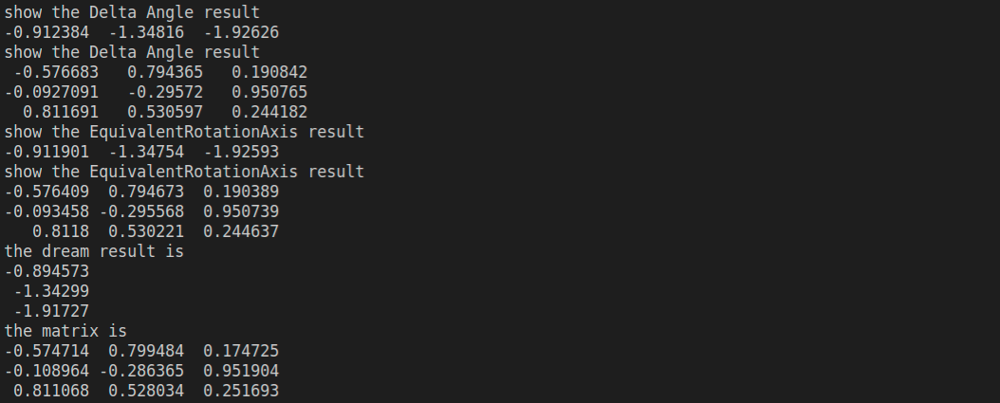 show the Delta Angle result
-0.912384  -1.34816  -1.92626
show the Delta Angle result
 -0.576683   0.794365   0.190842
-0.0927091   -0.29572   0.950765
  0.811691   0.530597   0.244182
show the EquivalentRotationAxis result
-0.911901  -1.34754  -1.92593
show the EquivalentRotationAxis result
-0.576409  0.794673  0.190389
-0.093458 -0.295568  0.950739
   0.8118  0.530221  0.244637
the dream result is
-0.894573
 -1.34299
 -1.91727
the matrix is
-0.574714  0.799484  0.174725
-0.108964 -0.286365  0.951904
 0.811068  0.528034  0.251693